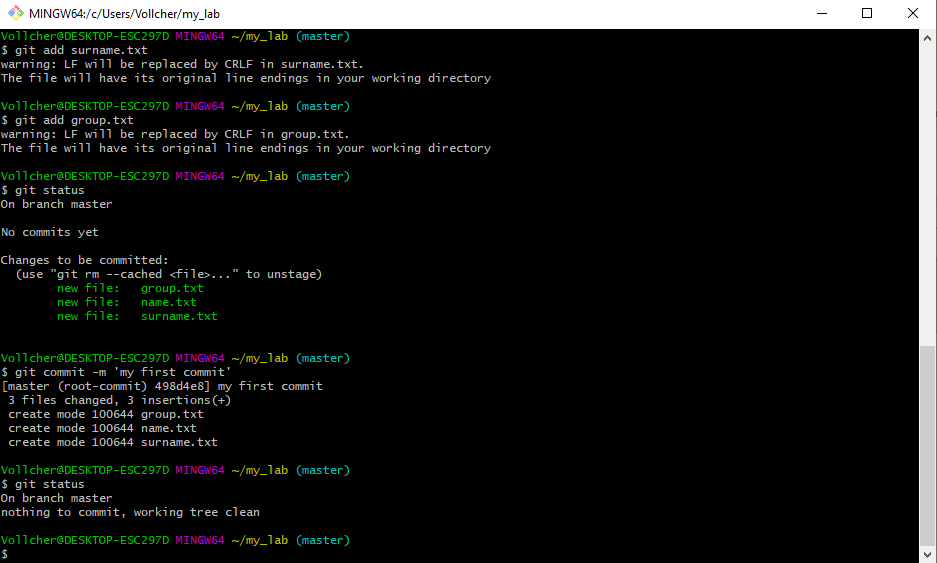 MINGW64:/c/Users/Vollcher/my_lab
Vollcher@DESKTOP-ESC297D MINGW64 ~/my_lab (master)
$ git add surname.txt
warning: LF will be replaced by CRLF in surname.txt.
The file will have its original line endings in your working directory
Vollcher@DESKTOP-ESC297D MINGW64 ~/my_lab (master)
$ git add group.txt
warning: LF will be replaced by CRLF in group.txt.
The file will have its original line endings in your working directory
Vollcher@DESKTOP-ESC297D MINGW64 ~/my_lab (master)
$ git status
On branch master
No commits yet
Changes to be committed:
  (use "git rm --cached <file>..." to unstage)
        new file:   group.txt
        new file:   name.txt
        new file:   surname.txt
Vollcher@DESKTOP-ESC297D MINGW64 ~/my_lab (master)
$ git commit -m 'my first commit'
[master (root-commit) 498d4e8] my first commit
 3 files changed, 3 insertions(+)
 create mode 100644 group.txt
 create mode 100644 name.txt
 create mode 100644 surname.txt
Vollcher@DESKTOP-ESC297D MINGW64 ~/my_lab (master)
$ git status
On branch master
nothing to commit, working tree clean
Vollcher@DESKTOP-ESC297D MINGW64 ~/my_lab (master)
$